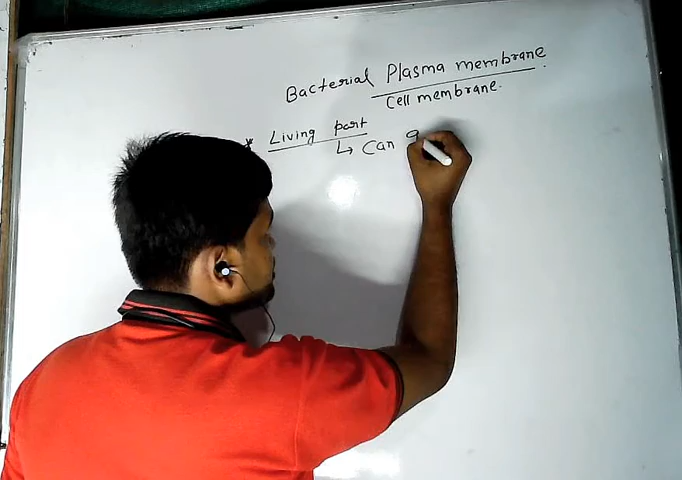 Bacterial Plasma membrane
Cell membrane.
* Living part
↳ Can g